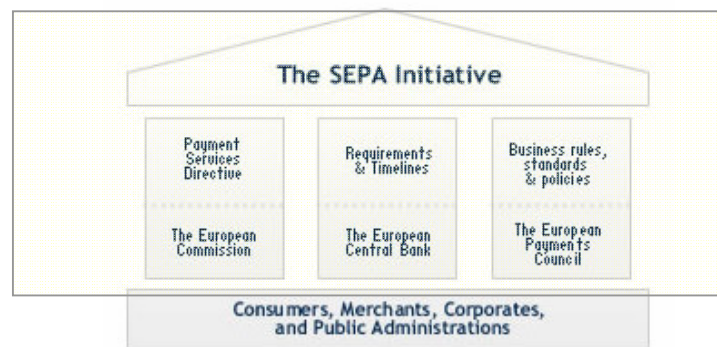 The SEPA Initiative
Payment
Services
Directive
The European
Commission
Requirements
& Timelines
The European
Central Bank
Business rules,
standards
& policies
The European
Payments
Council
Consumers, Merchants, Corporates,
and Public Administrations